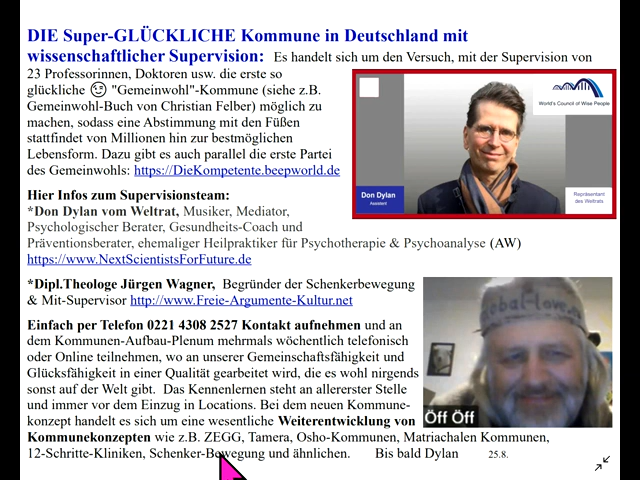 DIE Super-GLÜCKLICHE Kommune in Deutschland mit
wissenschaftlicher Supervision: Es handelt sich um den Versuch, mit der Supervision von
23 Professorinnen, Doktoren usw. die erste so
glückliche 😉 "Gemeinwohl"-Kommune (siehe z.B.
Gemeinwohl-Buch von Christian Felber) möglich zu
machen, sodass eine Abstimmung mit den Füßen
stattfindet von Millionen hin zur bestmöglichen
Lebensform. Dazu gibt es auch parallel die erste Partei
des Gemeinwohls: https://DieKompetente.beepworld.de
World's Council of Wise People
Don Dylan
Assistent
Repräsentant
des Weltrats
Hier Infos zum Supervisionsteam:
*Don Dylan vom Weltrat, Musiker, Mediator,
Psychologischer Berater, Gesundheits-Coach und
Präventionsberater, ehemaliger Heilpraktiker für Psychotherapie & Psychoanalyse (AW)
https://www.NextScientistsForFuture.de
*Dipl.Theologe Jürgen Wagner, Begründer der Schenkerbewegung
& Mit-Supervisor http://www.Freie-Argumente-Kultur.net
Einfach per Telefon 0221 4308 2527 Kontakt aufnehmen und an
dem Kommunen-Aufbau-Plenum mehrmals wöchentlich telefonisch
oder Online teilnehmen, wo an unserer Gemeinschaftsfähigkeit und
Glücksfähigkeit in einer Qualität gearbeitet wird, die es wohl nirgends
sonst auf der Welt gibt. Das Kennenlernen steht an allererster Stelle
und immer vor dem Einzug in Locations. Bei dem neuen Kommune-
konzept handelt es sich um eine wesentliche Weiterentwicklung von
Kommunekonzepten wie z.B. ZEGG, Tamera, Osho-Kommunen, Matriachalen Kommunen,
12-Schritte-Kliniken, Schenker-Bewegung und ähnlichen. Bis bald Dylan 25.8.
global-love.eu
Öff Öff